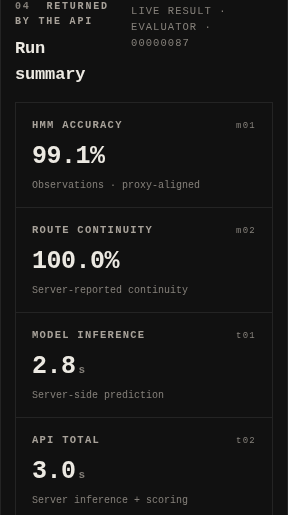 04 RETURNED
BY THE API
Run
summary
LIVE RESULT ·
EVALUATOR ·
00000087
HMM ACCURACY m01
99.1%
Observations · proxy-aligned
ROUTE CONTINUITY m02
100.0%
Server-reported continuity
MODEL INFERENCE t01
2.8s
Server-side prediction
API TOTAL t02
3.0s
Server inference + scoring